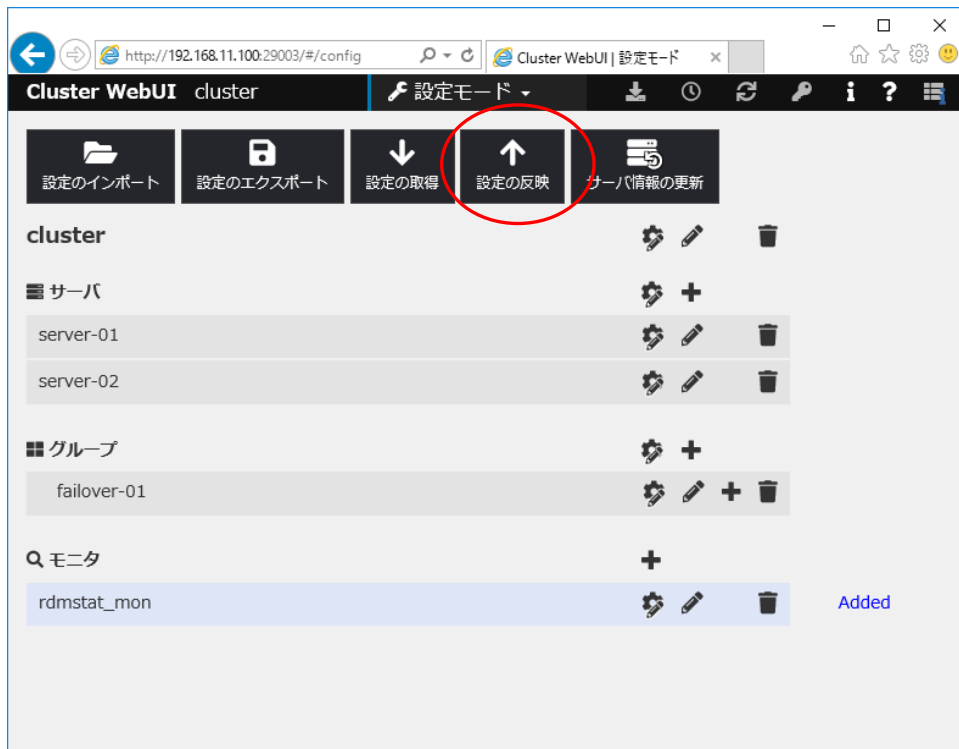 http://192.168.11.100:29003/#/config
Cluster WebUI | 設定モード
Cluster WebUI cluster 設定モード
設定のインポート 設定のエクスポート 設定の取得 設定の反映 サーバ情報の更新
cluster
サーバ
server-01
server-02
グループ
failover-01
モニタ
rdmstat_mon Added